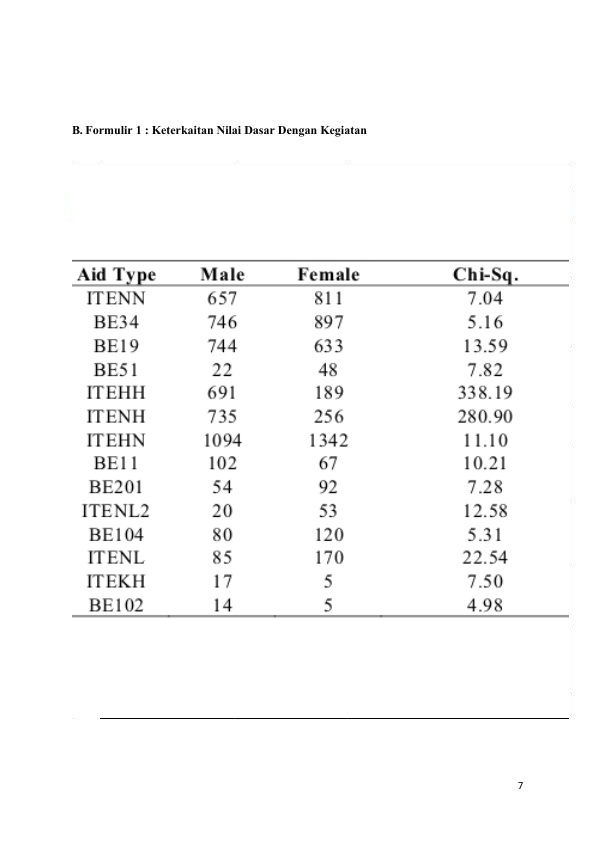 B. Formulir 1 : Keterkaitan Nilai Dasar Dengan Kegiatan
Aid Type Male Female Chi-Sq.
ITENN 657 811 7.04
BE34 746 897 5.16
BE19 744 633 13.59
BE51 22 48 7.82
ITEHH 691 189 338.19
ITENH 735 256 280.90
ITEHN 1094 1342 11.10
BE11 102 67 10.21
BE201 54 92 7.28
ITENL2 20 53 12.58
BE104 80 120 5.31
ITENL 85 170 22.54
ITEKH 17 5 7.50
BE102 14 5 4.98
7